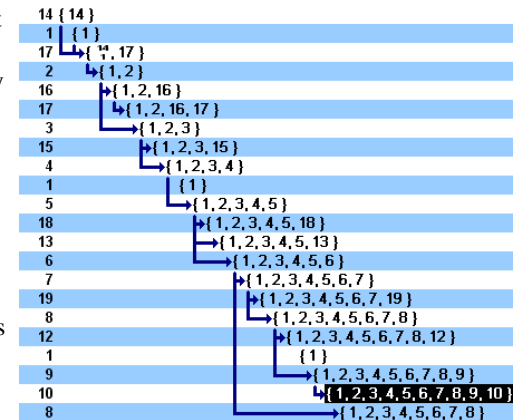 14 { 14 }
1 { 1 }
17 { 14, 17 }
2 { 1, 2 }
16 { 1, 2, 16 }
17 { 1, 2, 16, 17 }
3 { 1, 2, 3 }
15 { 1, 2, 3, 15 }
4 { 1, 2, 3, 4 }
1 { 1 }
5 { 1, 2, 3, 4, 5 }
18 { 1, 2, 3, 4, 5, 18 }
13 { 1, 2, 3, 4, 5, 13 }
6 { 1, 2, 3, 4, 5, 6 }
7 { 1, 2, 3, 4, 5, 6, 7 }
19 { 1, 2, 3, 4, 5, 6, 7, 19 }
8 { 1, 2, 3, 4, 5, 6, 7, 8 }
12 { 1, 2, 3, 4, 5, 6, 7, 8, 12 }
1 { 1 }
9 { 1, 2, 3, 4, 5, 6, 7, 8, 9 }
10 { 1, 2, 3, 4, 5, 6, 7, 8, 9, 10 }
8 { 1, 2, 3, 4, 5, 6, 7, 8 }